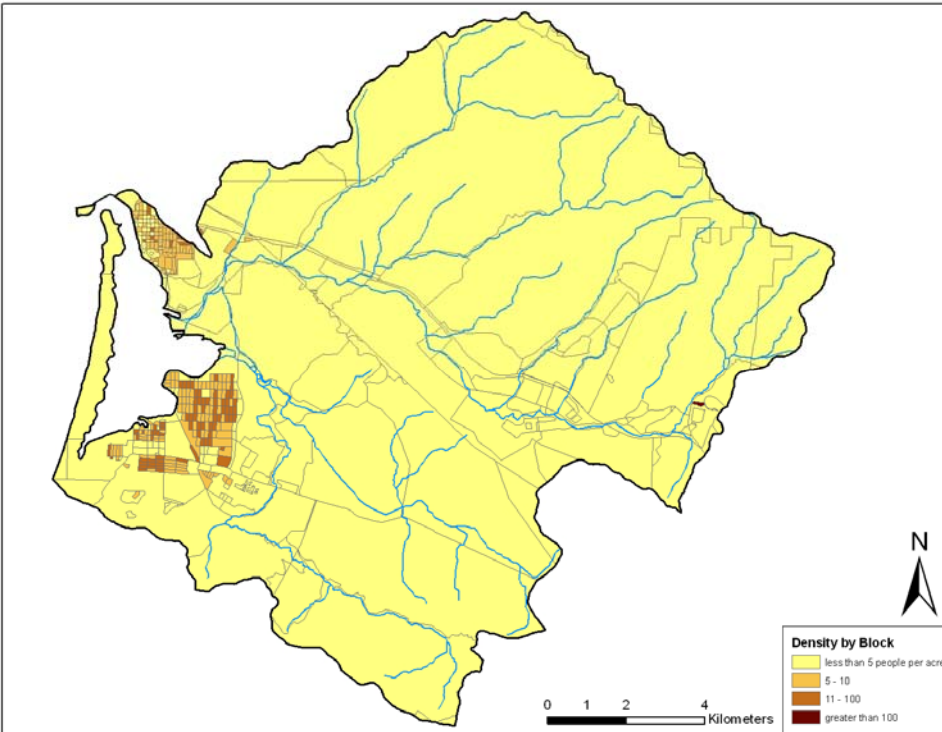 N
0 1 2 4
Kilometers
Density by Block
less than 5 people per acre
5 - 10
11 - 100
greater than 100